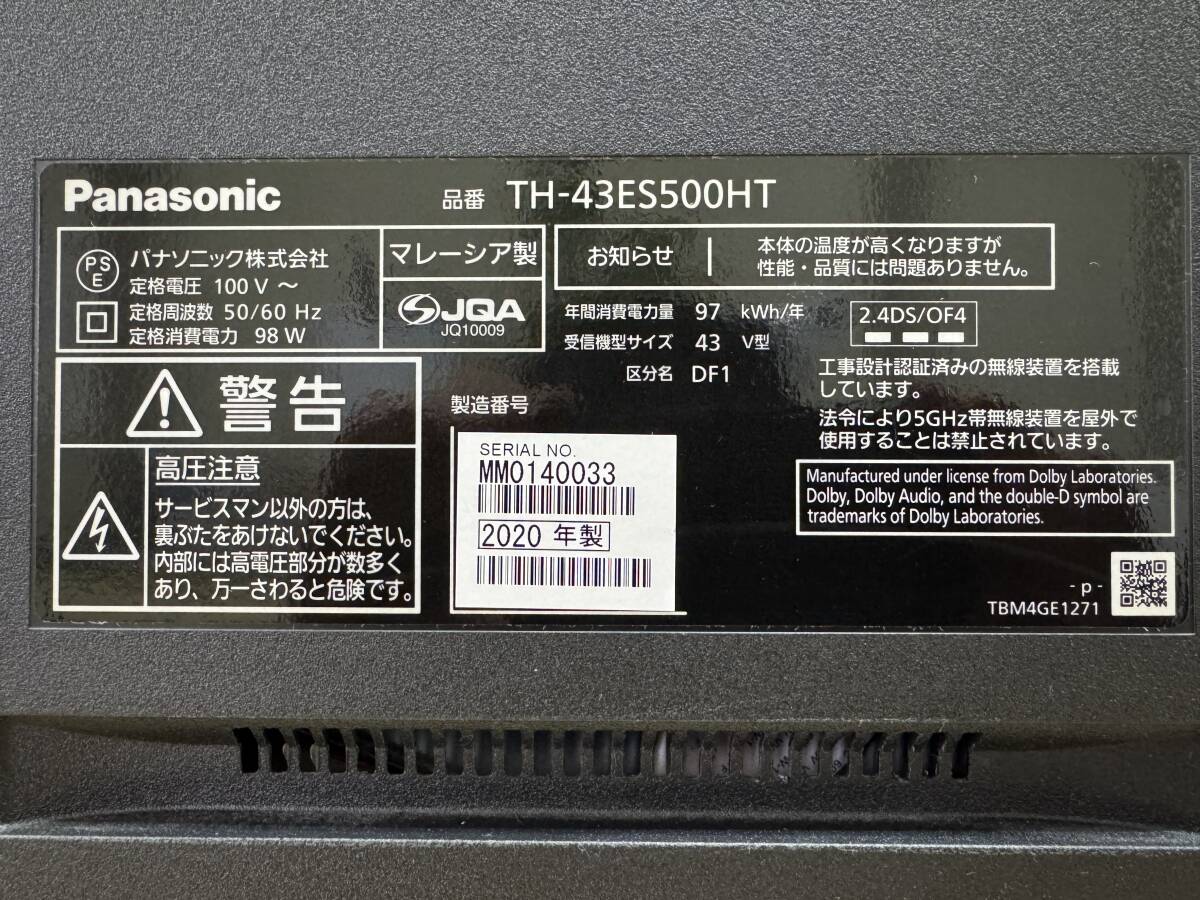 Panasonic
品番 TH-43ES500HT
PS
E
パナソニック株式会社
定格電圧 100 V ～
定格周波数 50/60 Hz
定格消費電力 98 W
マレーシア製
JQA
JQ10009
お知らせ
本体の温度が高くなりますが
性能・品質には問題ありません。
年間消費電力量 97 kWh/年
受信機型サイズ 43 V型
区分名 DF1
2.4DS/OF4
工事設計認証済みの無線装置を搭載
しています。
法令により5GHz帯無線装置を屋外で
使用することは禁止されています。
警告
高圧注意
サービスマン以外の方は、
裏ぶたをあけないでください。
内部には高電圧部分が数多く
あり、万一さわると危険です。
製造番号
SERIAL NO.
MM0140033
2020 年製
Manufactured under license from Dolby Laboratories.
Dolby, Dolby Audio, and the double-D symbol are
trademarks of Dolby Laboratories.
- p -
TBM4GE1271